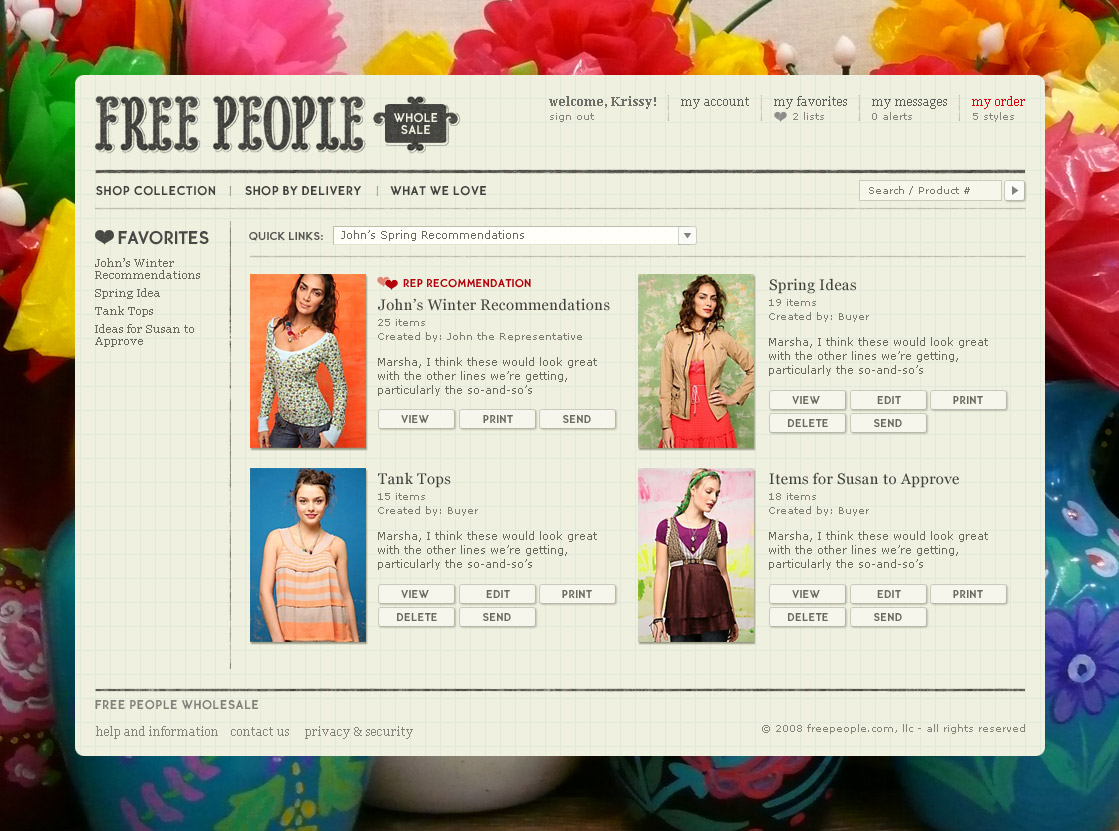 FREE PEOPLE
WHOLE
SALE
welcome, Krissy!
sign out
my account
my favorites
2 lists
my messages
0 alerts
my order
5 styles
SHOP COLLECTION
SHOP BY DELIVERY
WHAT WE LOVE
Search / Product #
FAVORITES
John's Winter
Recommendations
Spring Idea
Tank Tops
Ideas for Susan to
Approve
QUICK LINKS:
John's Spring Recommendations
REP RECOMMENDATION
John's Winter Recommendations
25 items
Created by: John the Representative
Marsha, I think these would look great
with the other lines we're getting,
particularly the so-and-so's
VIEW
PRINT
SEND
Spring Ideas
19 items
Created by: Buyer
Marsha, I think these would look great
with the other lines we're getting,
particularly the so-and-so's
VIEW
EDIT
PRINT
DELETE
SEND
Tank Tops
15 items
Created by: Buyer
Marsha, I think these would look great
with the other lines we're getting,
particularly the so-and-so's
VIEW
EDIT
PRINT
DELETE
SEND
Items for Susan to Approve
18 items
Created by: Buyer
Marsha, I think these would look great
with the other lines we're getting,
particularly the so-and-so's
VIEW
EDIT
PRINT
DELETE
SEND
FREE PEOPLE WHOLESALE
help and information
contact us
privacy & security
© 2008 freepeople.com, llc - all rights reserved